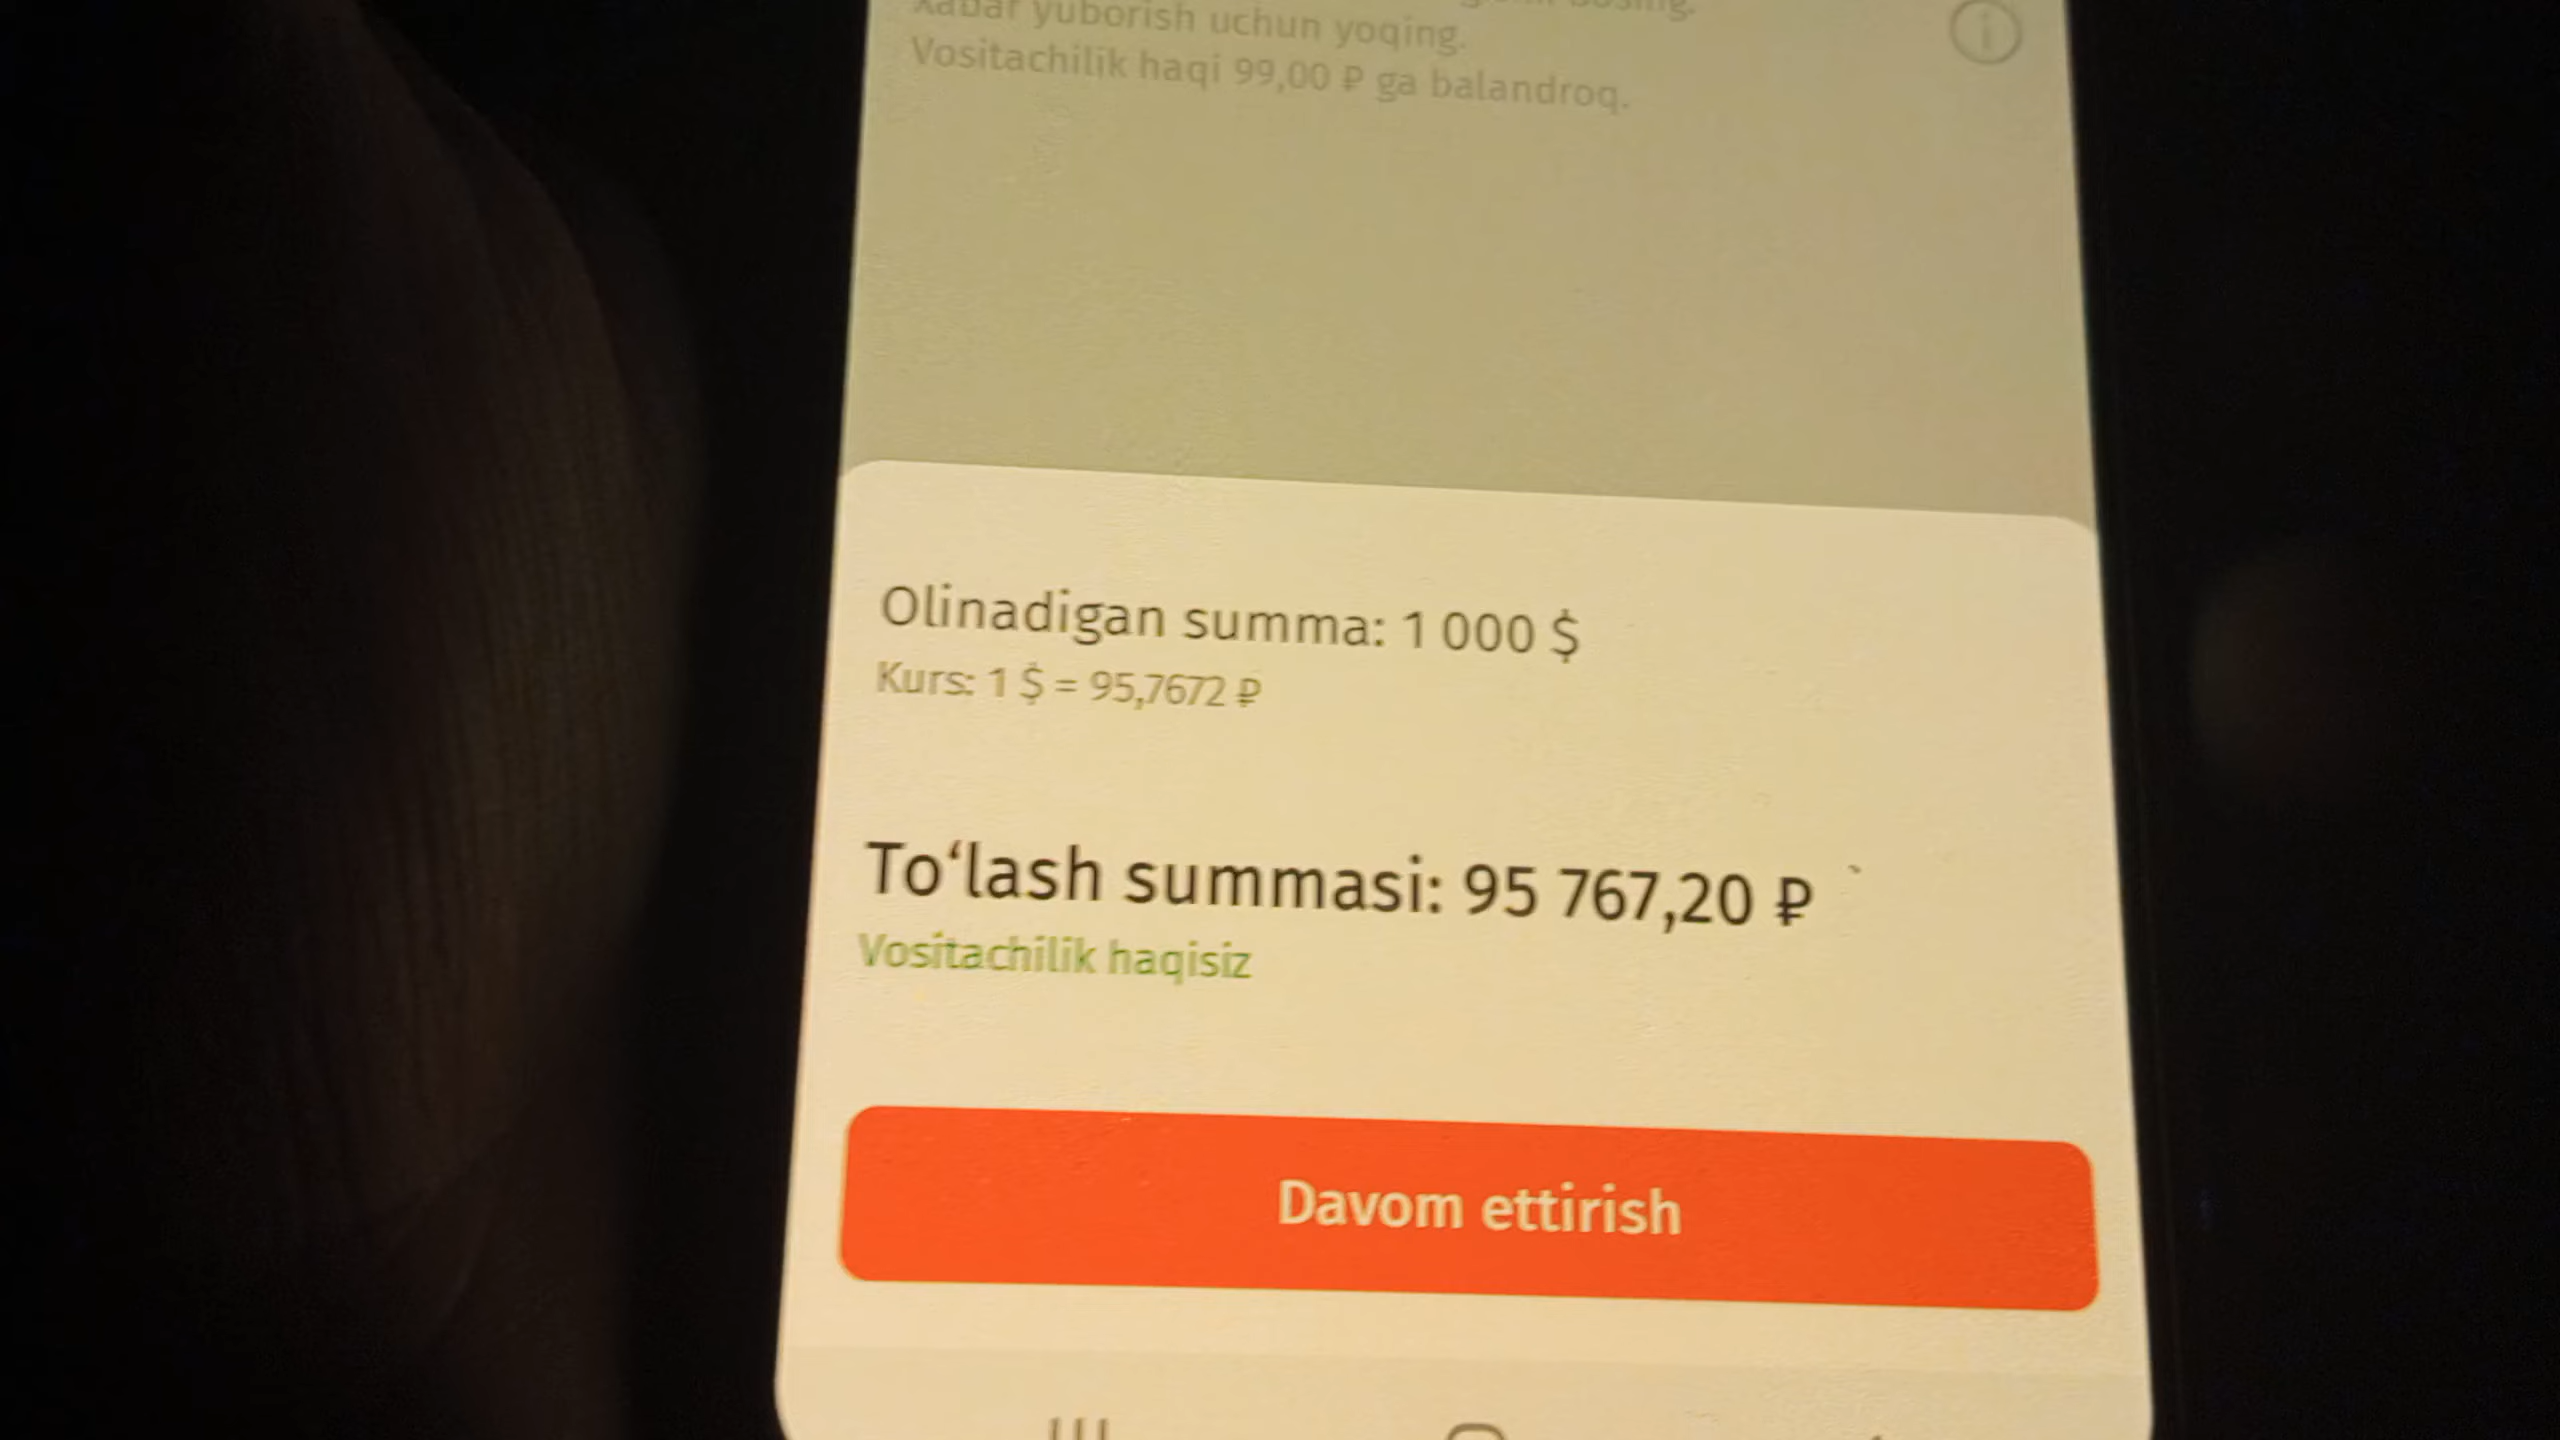 xabar yuborish uchun yoqing.
Vositachilik haqi 99,00 ₽ ga balandroq.
Olinadigan summa: 1 000 $
Kurs: 1 $ = 95,7672 ₽
To‘lash summasi: 95 767,20 ₽
Vositachilik haqisiz
Davom ettirish